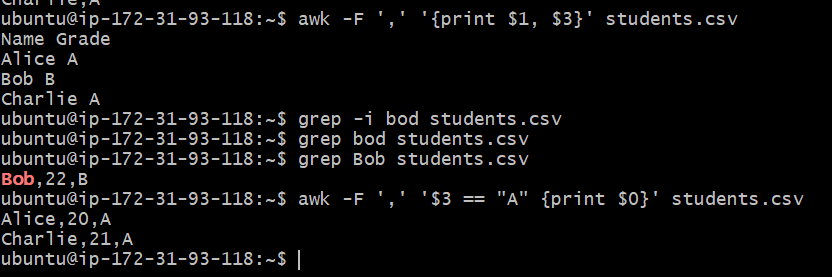 Charlie,A
ubuntu@ip-172-31-93-118:~$ awk -F ',' '{print $1, $3}' students.csv
Name Grade
Alice A
Bob B
Charlie A
ubuntu@ip-172-31-93-118:~$ grep -i bod students.csv
ubuntu@ip-172-31-93-118:~$ grep bod students.csv
ubuntu@ip-172-31-93-118:~$ grep Bob students.csv
Bob,22,B
ubuntu@ip-172-31-93-118:~$ awk -F ',' '$3 == "A" {print $0}' students.csv
Alice,20,A
Charlie,21,A
ubuntu@ip-172-31-93-118:~$